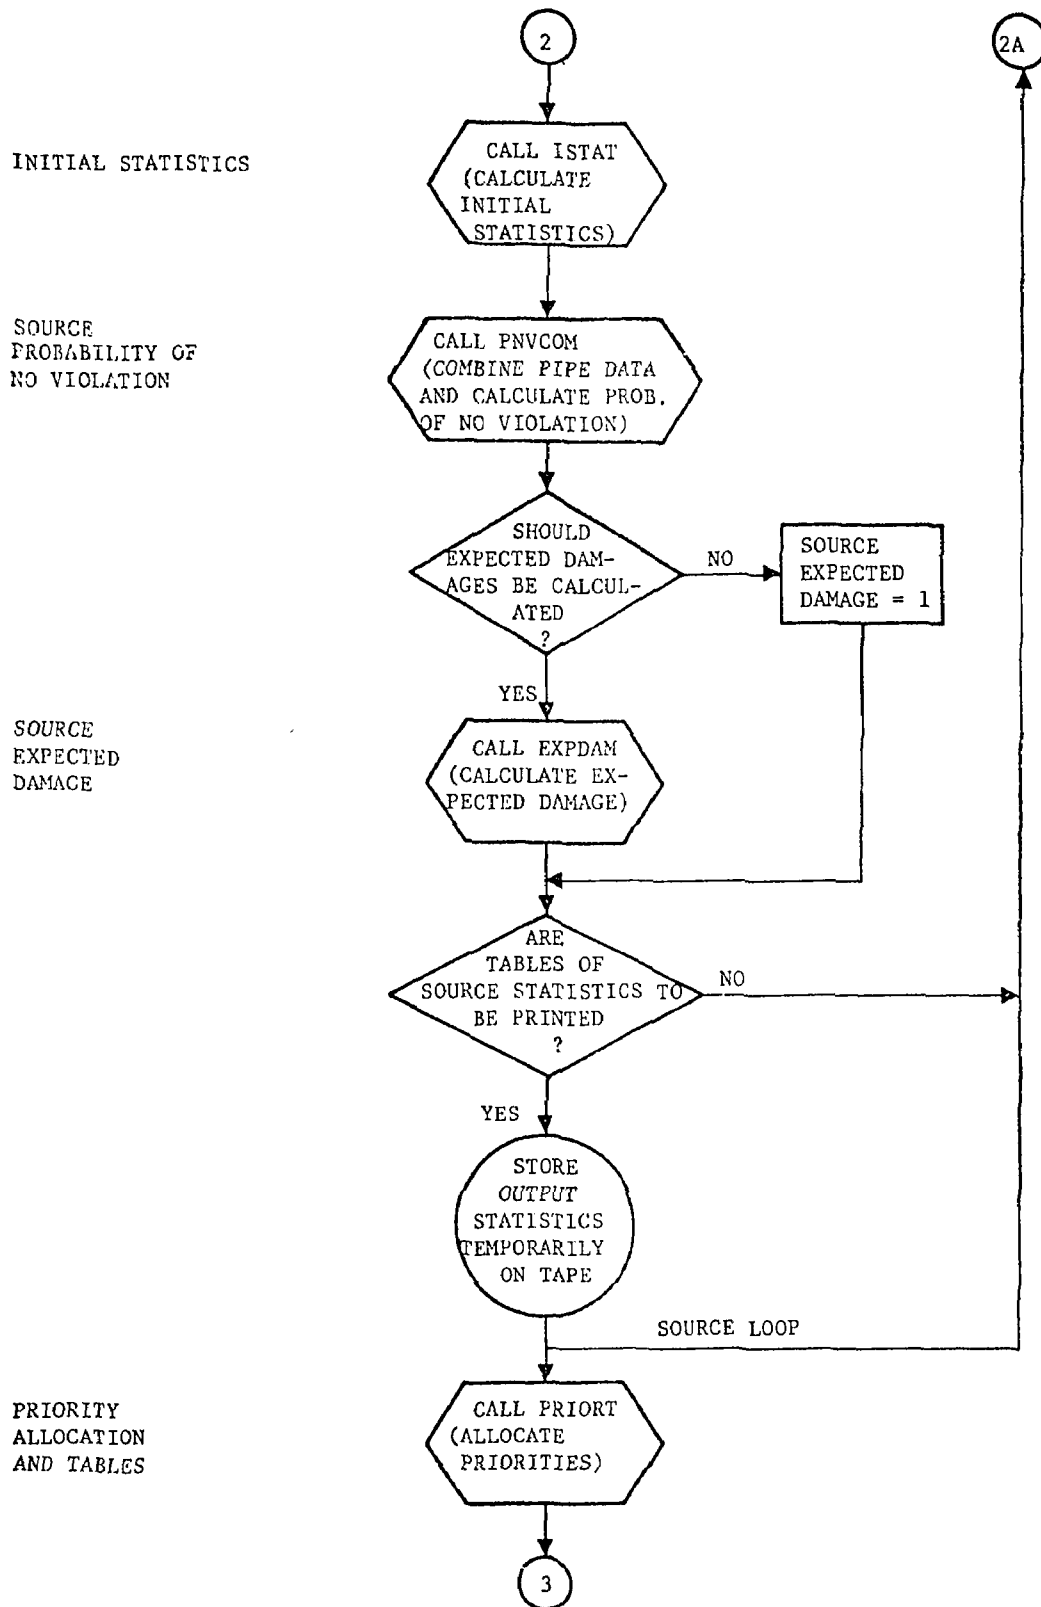 2
2A
INITIAL STATISTICS
CALL ISTAT
(CALCULATE
INITIAL
STATISTICS)
SOURCE
PROBABILITY OF
NO VIOLATION
CALL PNVCOM
(COMBINE PIPE DATA
AND CALCULATE PROB.
OF NO VIOLATION)
SHOULD
EXPECTED DAM-
AGES BE CALCUL-
ATED
?
NO
SOURCE
EXPECTED
DAMAGE = 1
YES
SOURCE
EXPECTED
DAMAGE
CALL EXPDAM
(CALCULATE EX-
PECTED DAMAGE)
ARE
TABLES OF
SOURCE STATISTICS TO
BE PRINTED
?
NO
YES
STORE
OUTPUT
STATISTICS
TEMPORARILY
ON TAPE
SOURCE LOOP
PRIORITY
ALLOCATION
AND TABLES
CALL PRIORT
(ALLOCATE
PRIORITIES)
3